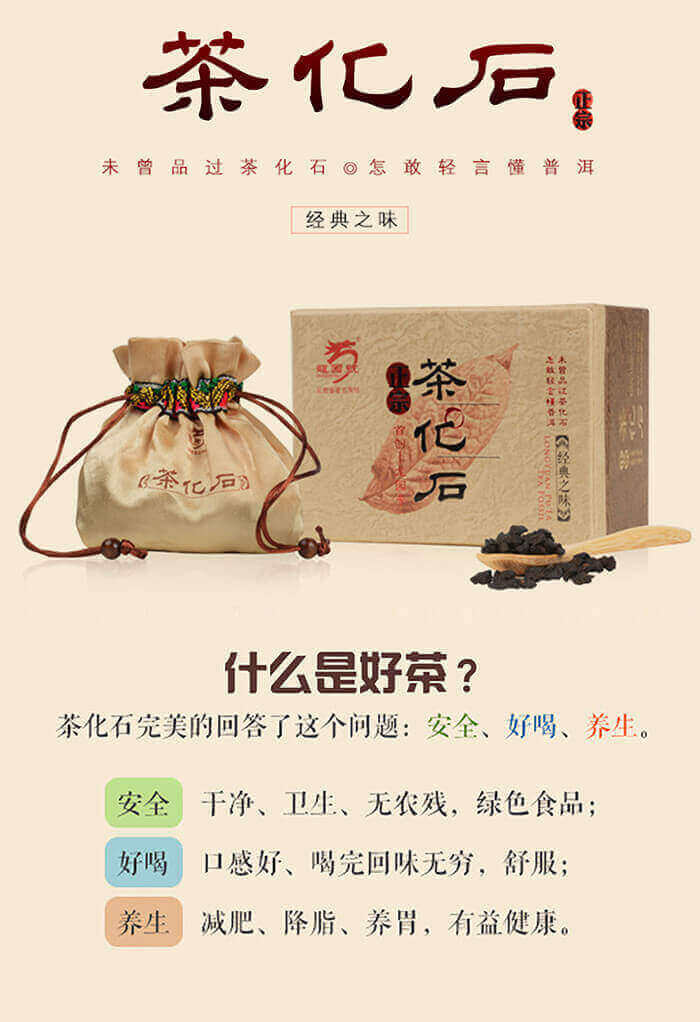 茶化石
正宗
未曾品过茶化石◎怎敢轻言懂普洱
经典之味
茶化石
正宗
茶化石
未曾品过茶化石
怎敢轻言懂普洱
经典之味
什么是好茶？
茶化石完美的回答了这个问题：安全、好喝、养生。
安全 干净、卫生、无农残，绿色食品；
好喝 口感好、喝完回味无穷，舒服；
养生 减肥、降脂、养胃，有益健康。